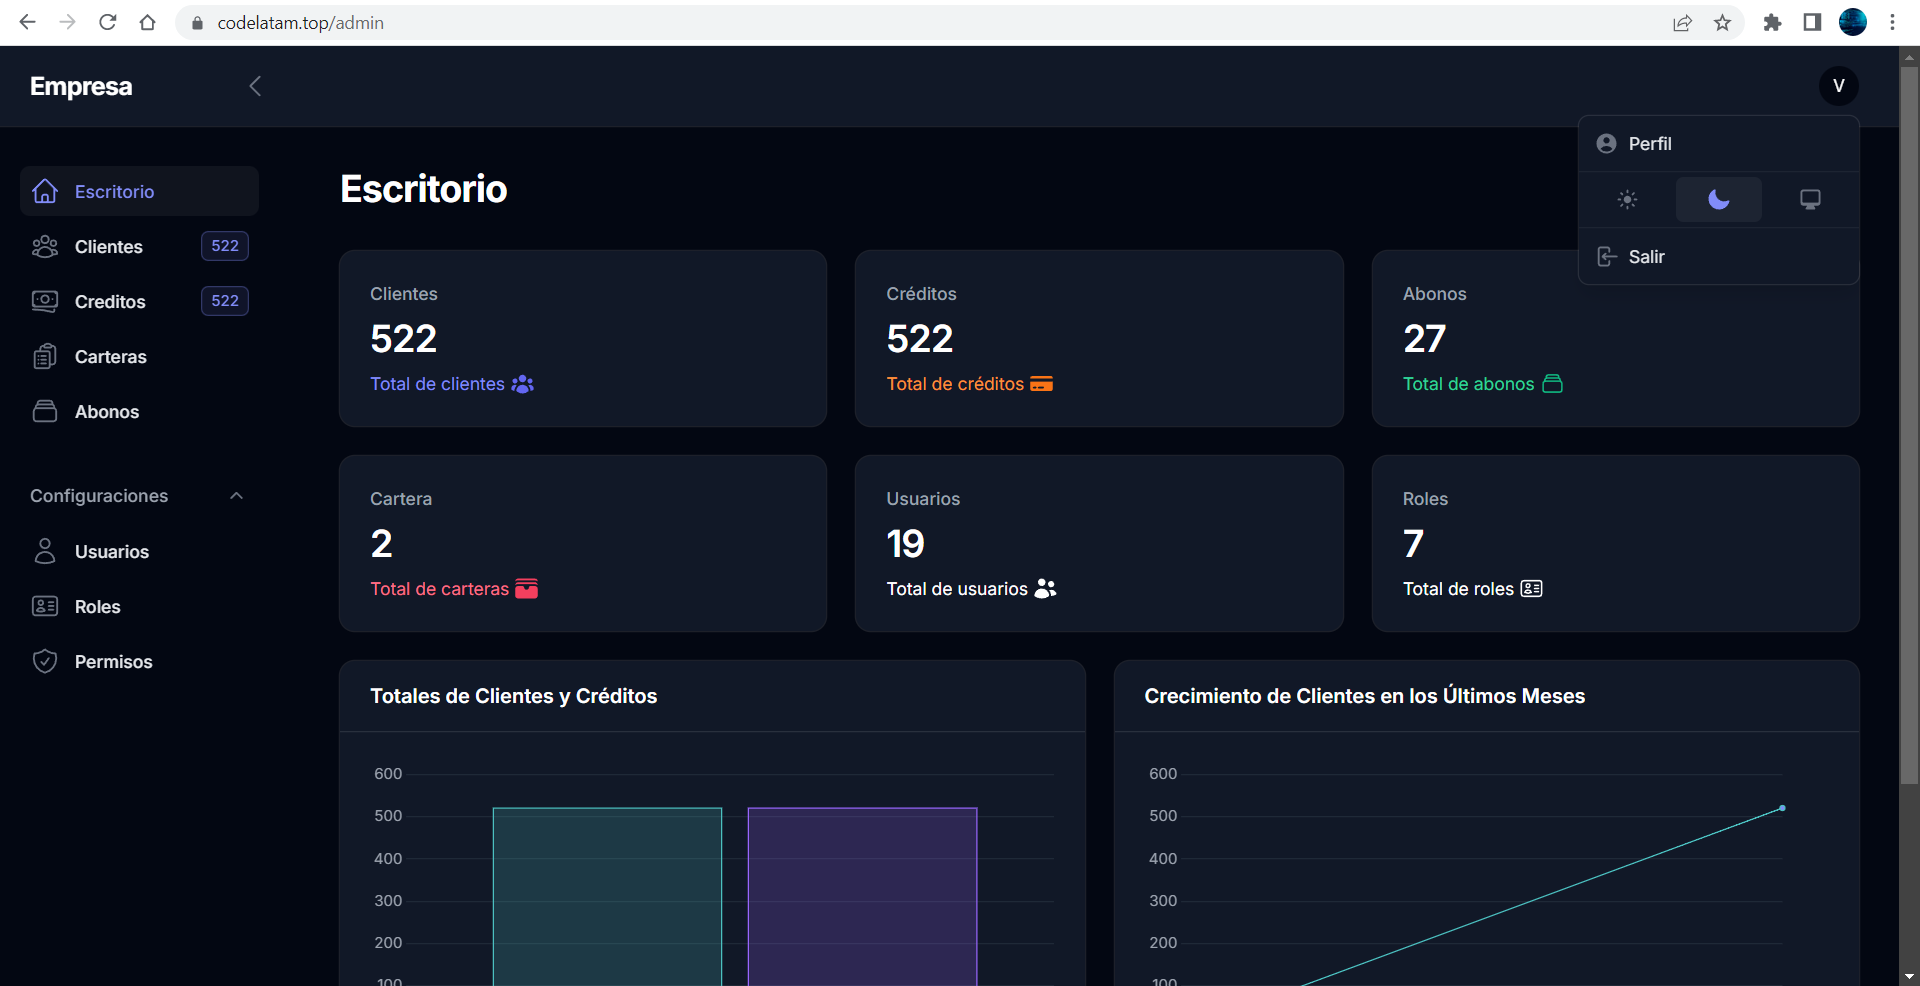 codelatam.top/admin
Empresa
V
Perfil
Salir
Escritorio
Clientes 522
Creditos 522
Carteras
Abonos
Configuraciones
Usuarios
Roles
Permisos
Escritorio
Clientes
522
Total de clientes
Créditos
522
Total de créditos
Abonos
27
Total de abonos
Cartera
2
Total de carteras
Usuarios
19
Total de usuarios
Roles
7
Total de roles
Totales de Clientes y Créditos
600
500
400
300
200
100
Crecimiento de Clientes en los Últimos Meses
600
500
400
300
200
100